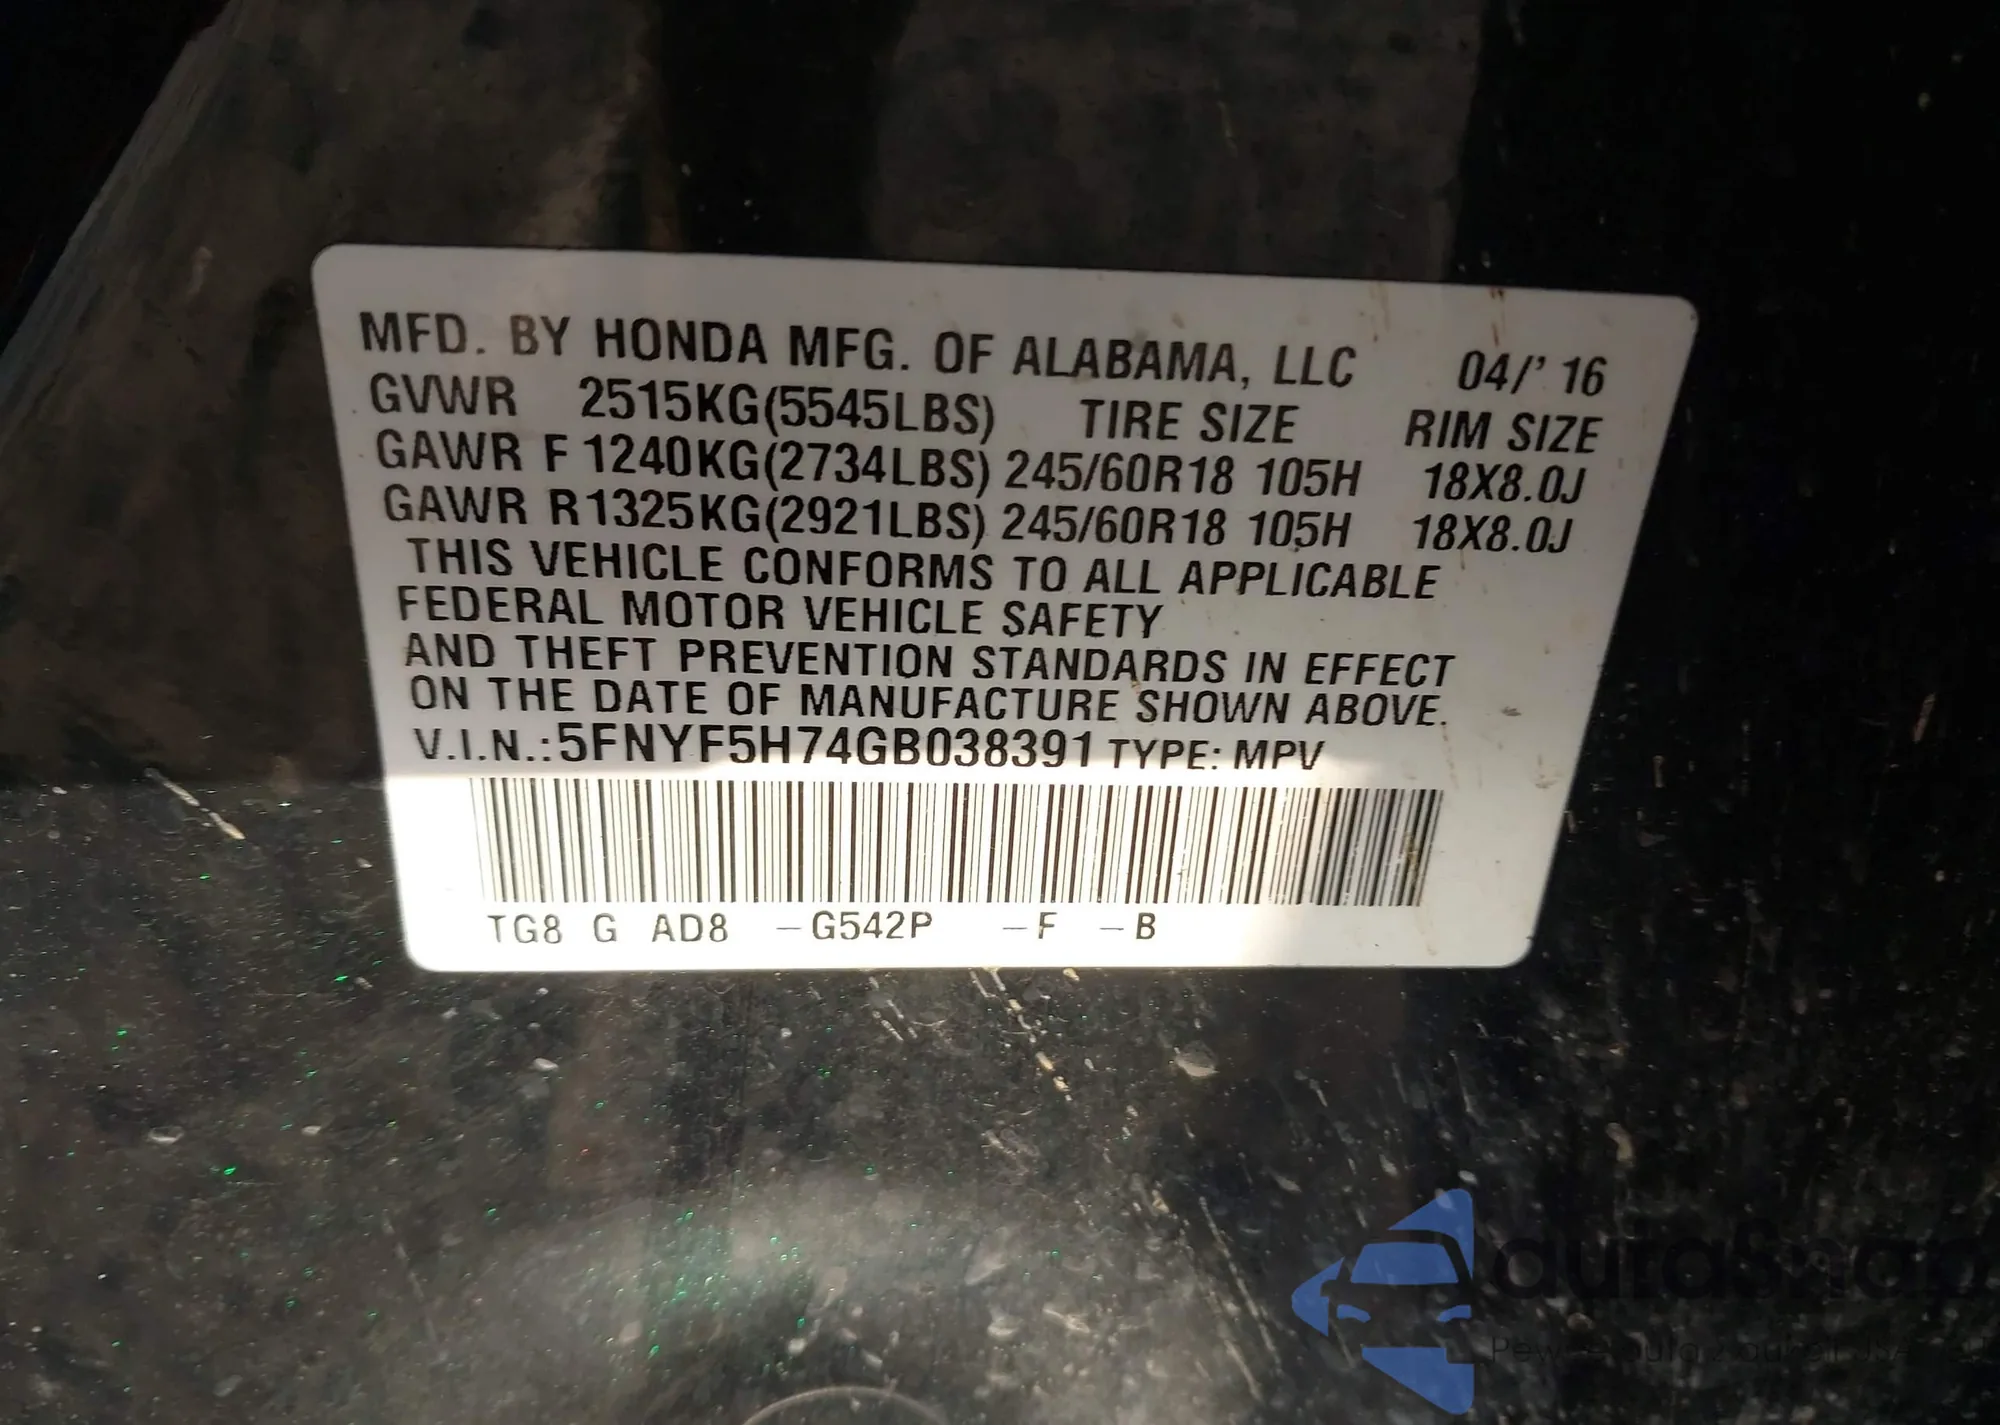 MFD. BY HONDA MFG. OF ALABAMA, LLC 04/' 16
GVWR 2515KG(5545LBS) TIRE SIZE RIM SIZE
GAWR F 1240KG(2734LBS) 245/60R18 105H 18X8.0J
GAWR R1325KG(2921LBS) 245/60R18 105H 18X8.0J
THIS VEHICLE CONFORMS TO ALL APPLICABLE
FEDERAL MOTOR VEHICLE SAFETY
AND THEFT PREVENTION STANDARDS IN EFFECT
ON THE DATE OF MANUFACTURE SHOWN ABOVE.
V.I.N.:5FNYF5H74GB038391 TYPE: MPV
TG8 G AD8 -G542P -F -B